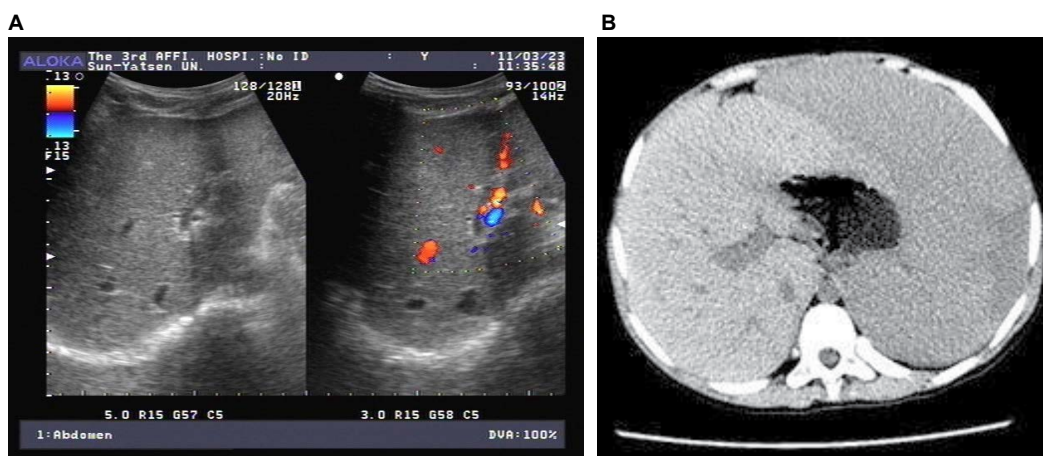 A
B
ALOKA The 3rd AFFI. HOSPI.:No ID : Y '11/03/23
Sun-Yatsen UN. : : 11:35:48
.13
.13
F15
128/128 1
20Hz
93/100 2
14Hz
5.0 R15 G57 C5
3.0 R15 G58 C5
1:Abdomen DVA:100%